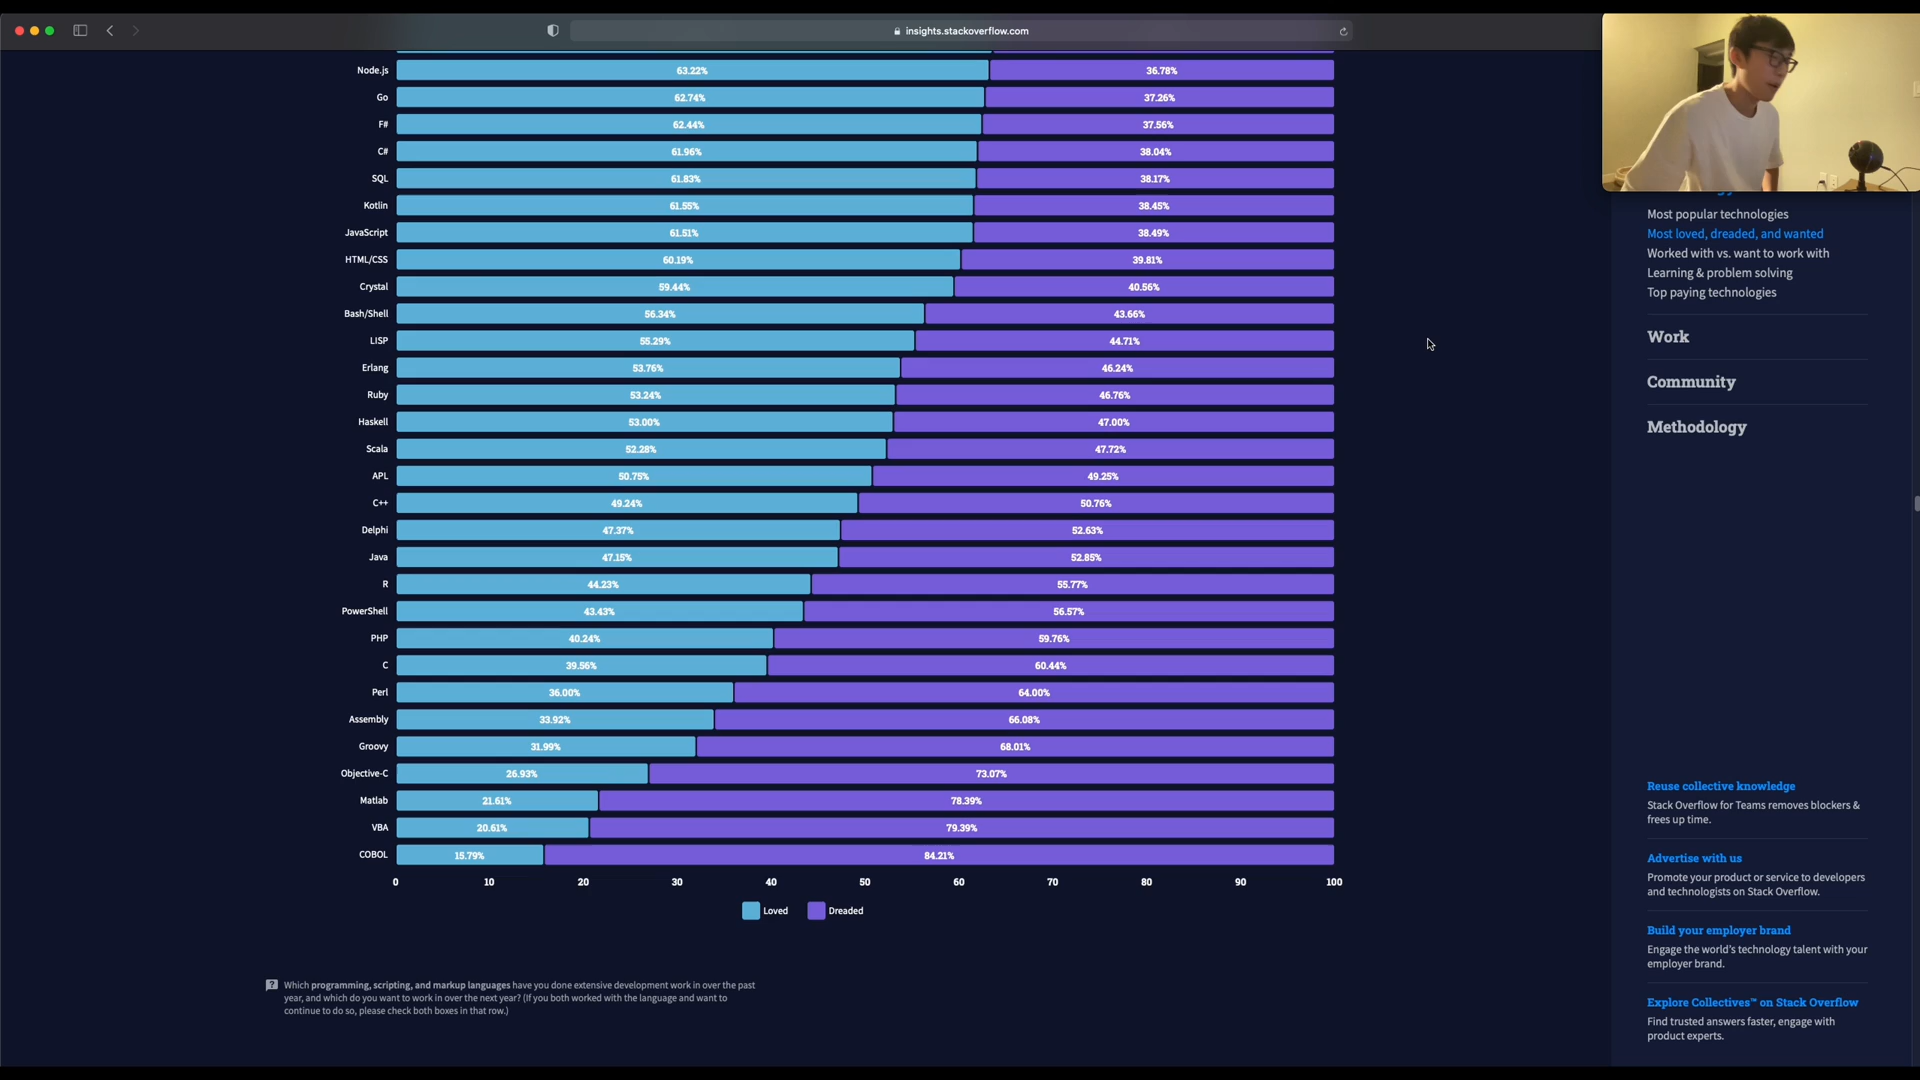 insights.stackoverflow.com
Node.js 63.22% 36.78%
Go 62.74% 37.26%
F# 62.44% 37.56%
C# 61.96% 38.04%
SQL 61.83% 38.17%
Kotlin 61.55% 38.45%
JavaScript 61.51% 38.49%
HTML/CSS 60.19% 39.81%
Crystal 59.44% 40.56%
Bash/Shell 56.34% 43.66%
LISP 55.29% 44.71%
Erlang 53.76% 46.24%
Ruby 53.24% 46.76%
Haskell 53.00% 47.00%
Scala 52.28% 47.72%
APL 50.75% 49.25%
C++ 49.24% 50.76%
Delphi 47.37% 52.63%
Java 47.15% 52.85%
R 44.23% 55.77%
PowerShell 43.43% 56.57%
PHP 40.24% 59.76%
C 39.56% 60.44%
Perl 36.00% 64.00%
Assembly 33.92% 66.08%
Groovy 31.99% 68.01%
Objective-C 26.93% 73.07%
Matlab 21.61% 78.39%
VBA 20.61% 79.39%
COBOL 15.79% 84.21%
0 10 20 30 40 50 60 70 80 90 100
Loved Dreaded
Which programming, scripting, and markup languages have you done extensive development work in over the past
year, and which do you want to work in over the next year? (If you both worked with the language and want to
continue to do so, please check both boxes in that row.)
Most popular technologies
Most loved, dreaded, and wanted
Worked with vs. want to work with
Learning & problem solving
Top paying technologies
Work
Community
Methodology
Reuse collective knowledge
Stack Overflow for Teams removes blockers &
frees up time.
Advertise with us
Promote your product or service to developers
and technologists on Stack Overflow.
Build your employer brand
Engage the world's technology talent with your
employer brand.
Explore Collectives™ on Stack Overflow
Find trusted answers faster, engage with
product experts.